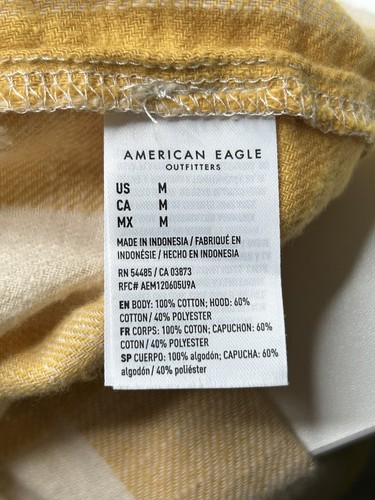 AMERICAN EAGLE
OUTFITTERS
US M
CA M
MX M
MADE IN INDONESIA / FABRIQUÉ EN
INDONÉSIE / HECHO EN INDONESIA
RN 54485 / CA 03873
RFC# AEM120605U9A
EN BODY: 100% COTTON; HOOD: 60%
COTTON / 40% POLYESTER
FR CORPS: 100% COTON; CAPUCHON: 60%
COTON / 40% POLYESTER
SP CUERPO: 100% algodón; CAPUCHA: 60%
algodón / 40% poliéster